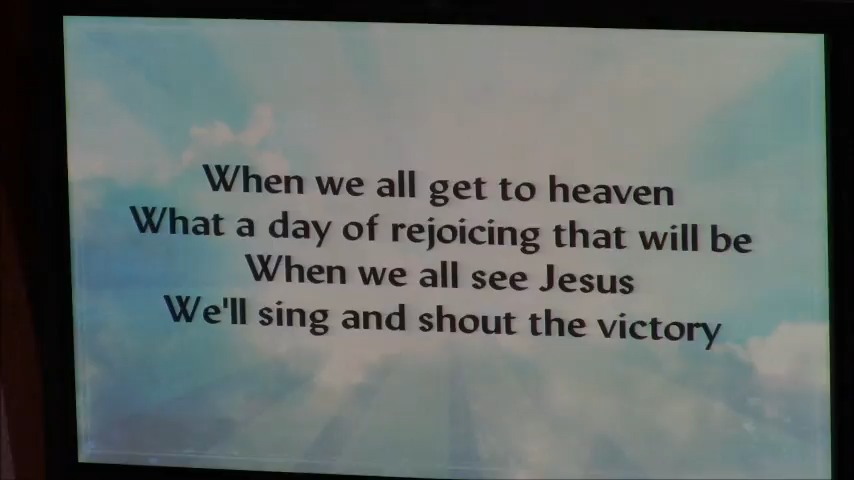 When we all get to heaven
What a day of rejoicing that will be
When we all see Jesus
We'll sing and shout the victory